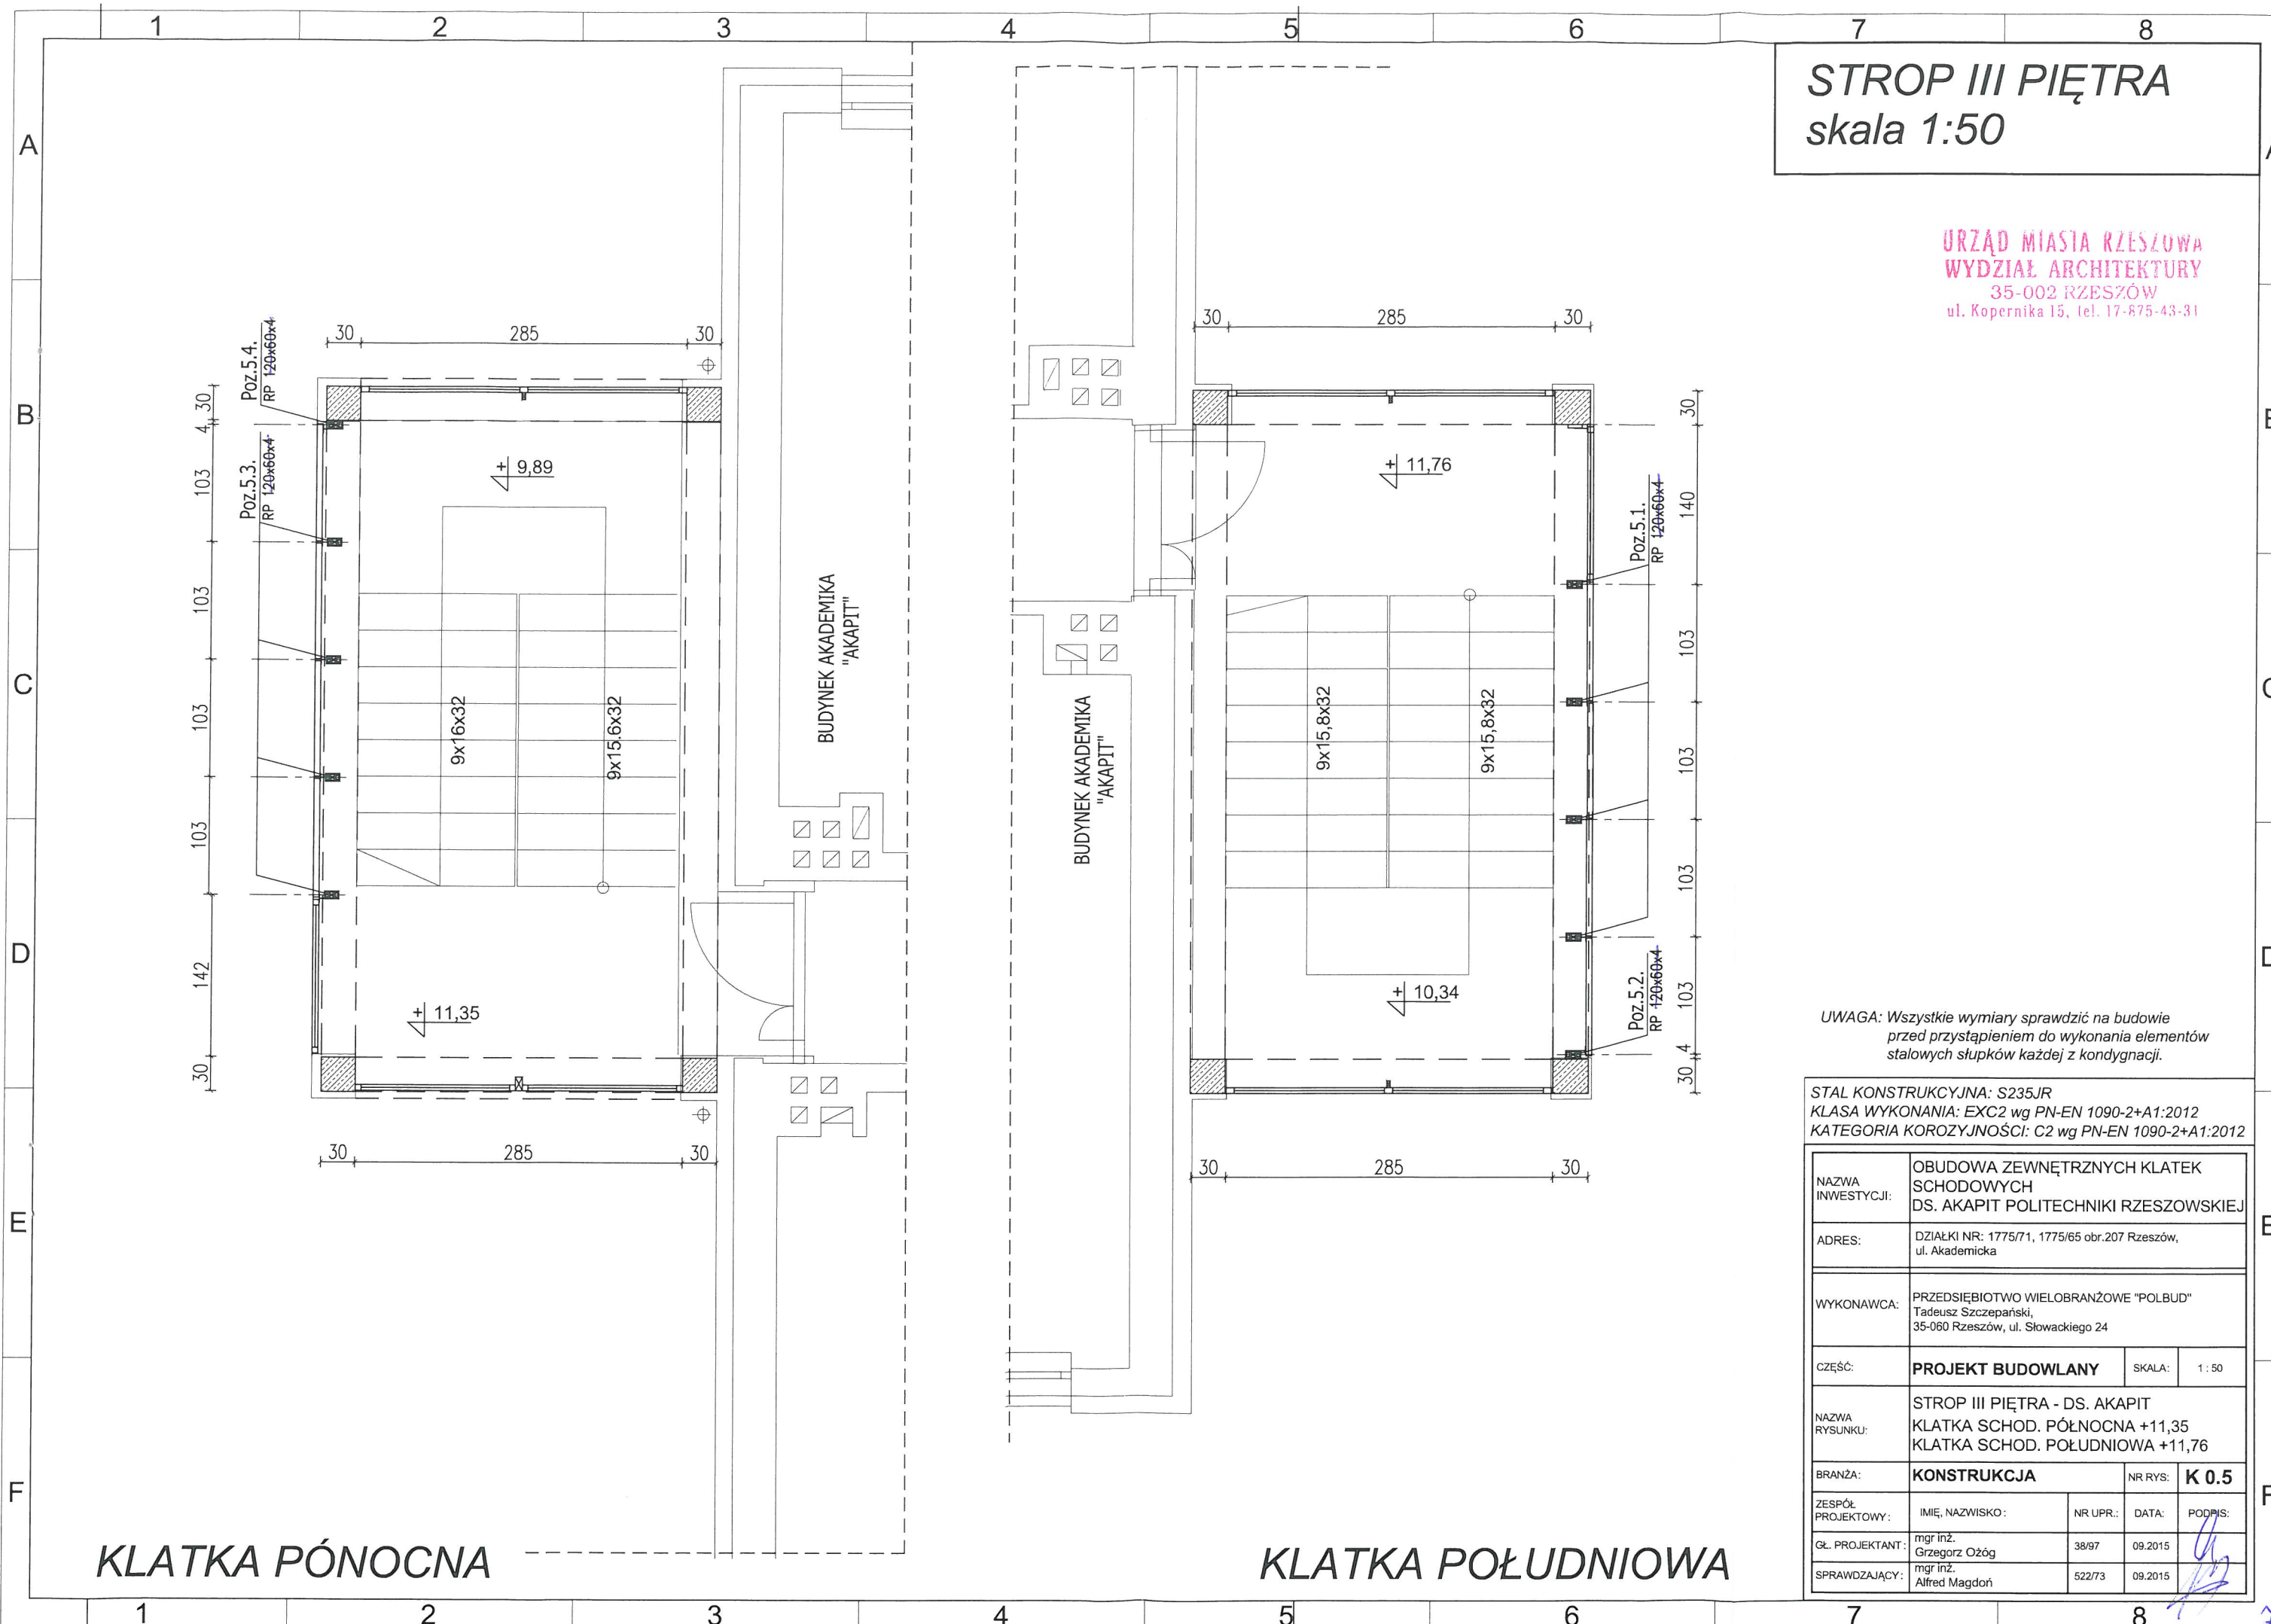 1 2 3 4 5 6 7 8
A
B
C
D
E
F
STROP III PIĘTRA
skala 1:50
URZĄD MIASTA RZESZOWA
WYDZIAŁ ARCHITEKTURY
35-002 RZESZÓW
ul. Kopernika 15, tel. 17-875-43-31
30 285 30
Poz.5.4.
RP 120x60x4
Poz.5.3.
RP 120x60x4
30
4
103
103
103
103
142
30
+ 9,89
9x16x32
9x15.6x32
+ 11,35
30 285 30
BUDYNEK AKADEMIKA
"AKAPIT"
BUDYNEK AKADEMIKA
"AKAPIT"
30 285 30
+ 11,76
9x15,8x32
9x15,8x32
+ 10,34
Poz.5.1.
RP 120x60x4
Poz.5.2.
RP 120x60x4
30
140
103
103
103
103
4
30
30 285 30
KLATKA PÓNOCNA
KLATKA POŁUDNIOWA
UWAGA: Wszystkie wymiary sprawdzić na budowie
przed przystąpieniem do wykonania elementów
stalowych słupków każdej z kondygnacji.
STAL KONSTRUKCYJNA: S235JR
KLASA WYKONANIA: EXC2 wg PN-EN 1090-2+A1:2012
KATEGORIA KOROZYJNOŚCI: C2 wg PN-EN 1090-2+A1:2012
NAZWA
INWESTYCJI:
OBUDOWA ZEWNĘTRZNYCH KLATEK
SCHODOWYCH
DS. AKAPIT POLITECHNIKI RZESZOWSKIEJ
ADRES:
DZIAŁKI NR: 1775/71, 1775/65 obr.207 Rzeszów,
ul. Akademicka
WYKONAWCA:
PRZEDSIĘBIOTWO WIELOBRANŻOWE "POLBUD"
Tadeusz Szczepański,
35-060 Rzeszów, ul. Słowackiego 24
CZĘŚĆ: PROJEKT BUDOWLANY SKALA: 1 : 50
NAZWA
RYSUNKU:
STROP III PIĘTRA - DS. AKAPIT
KLATKA SCHOD. PÓŁNOCNA +11,35
KLATKA SCHOD. POŁUDNIOWA +11,76
BRANŻA: KONSTRUKCJA NR RYS: K 0.5
ZESPÓŁ
PROJEKTOWY: IMIĘ, NAZWISKO: NR UPR.: DATA: PODPIS:
GŁ. PROJEKTANT: mgr inż.
Grzegorz Ożóg 38/97 09.2015
SPRAWDZAJĄCY: mgr inż.
Alfred Magdoń 522/73 09.2015
1 2 3 4 5 6 7 8